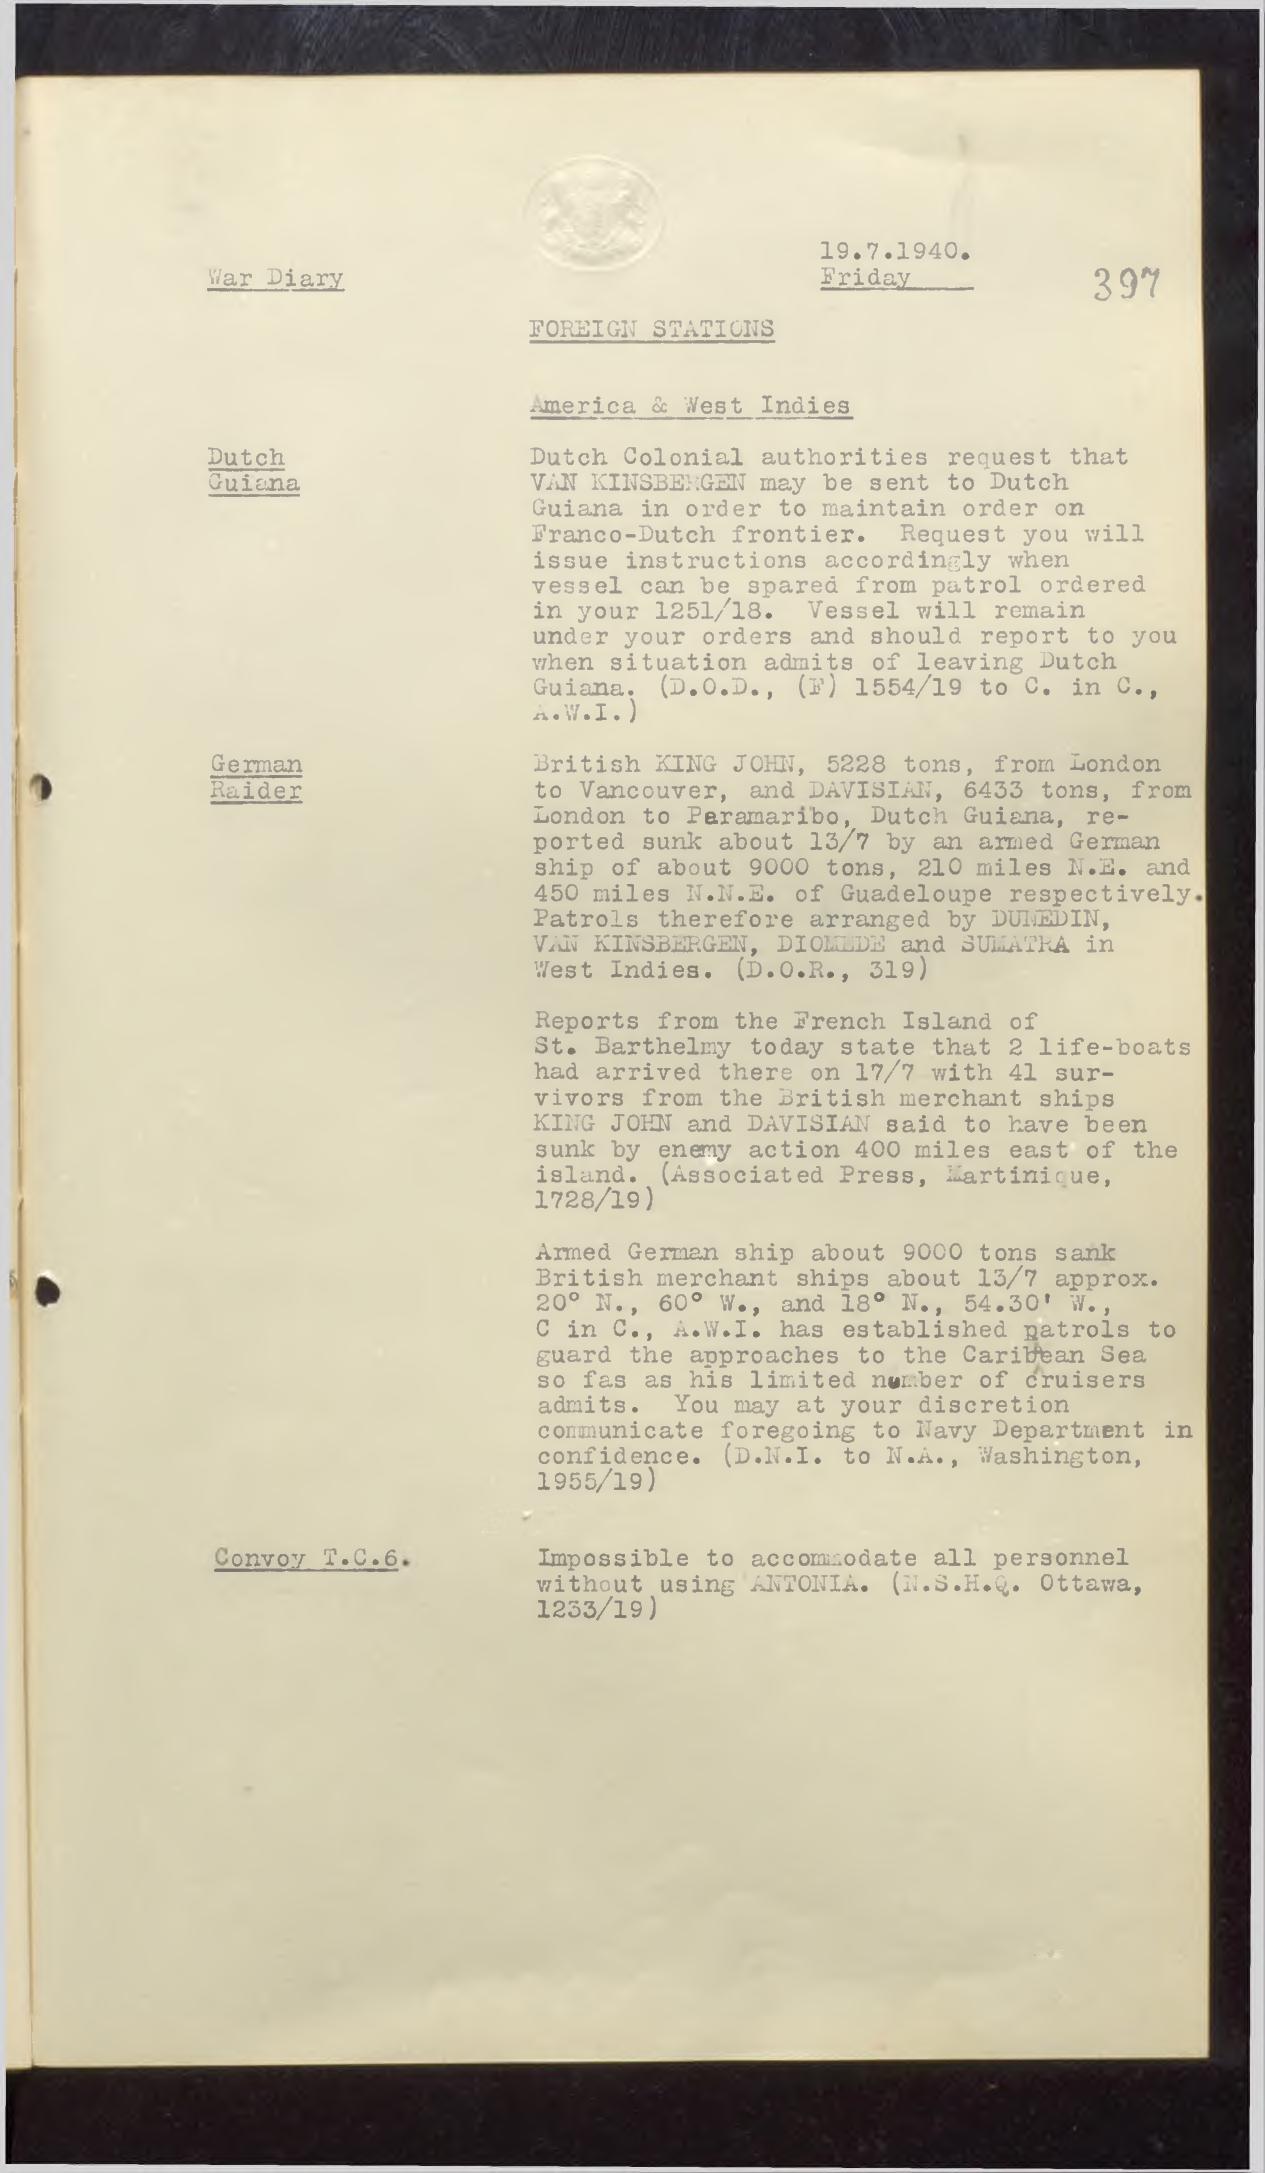 19.7.1940.
War Diary Friday 397
FOREIGN STATIONS
America & West Indies
Dutch
Guiana
Dutch Colonial authorities request that
VAN KINSBERGEN may be sent to Dutch
Guiana in order to maintain order on
Franco-Dutch frontier. Request you will
issue instructions accordingly when
vessel can be spared from patrol ordered
in your 1251/18. Vessel will remain
under your orders and should report to you
when situation admits of leaving Dutch
Guiana. (D.O.D., (F) 1554/19 to C. in C.,
A.W.I.)
German
Raider
British KING JOHN, 5228 tons, from London
to Vancouver, and DAVISIAN, 6433 tons, from
London to Paramaribo, Dutch Guiana, re-
ported sunk about 13/7 by an armed German
ship of about 9000 tons, 210 miles N.E. and
450 miles N.N.E. of Guadeloupe respectively.
Patrols therefore arranged by DUNEDIN,
VAN KINSBERGEN, DIOMEDE and SUMATRA in
West Indies. (D.O.R., 319)
Reports from the French Island of
St. Barthelmy today state that 2 life-boats
had arrived there on 17/7 with 41 sur-
vivors from the British merchant ships
KING JOHN and DAVISIAN said to have been
sunk by enemy action 400 miles east of the
island. (Associated Press, Martinique,
1728/19)
Armed German ship about 9000 tons sank
British merchant ships about 13/7 approx.
20° N., 60° W., and 18° N., 54.30' W.,
C in C., A.W.I. has established patrols to
guard the approaches to the Caribbean Sea
so fas as his limited number of cruisers
admits. You may at your discretion
communicate foregoing to Navy Department in
confidence. (D.N.I. to N.A., Washington,
1955/19)
Convoy T.C.6.
Impossible to accommodate all personnel
without using ANTONIA. (N.S.H.Q. Ottawa,
1233/19)